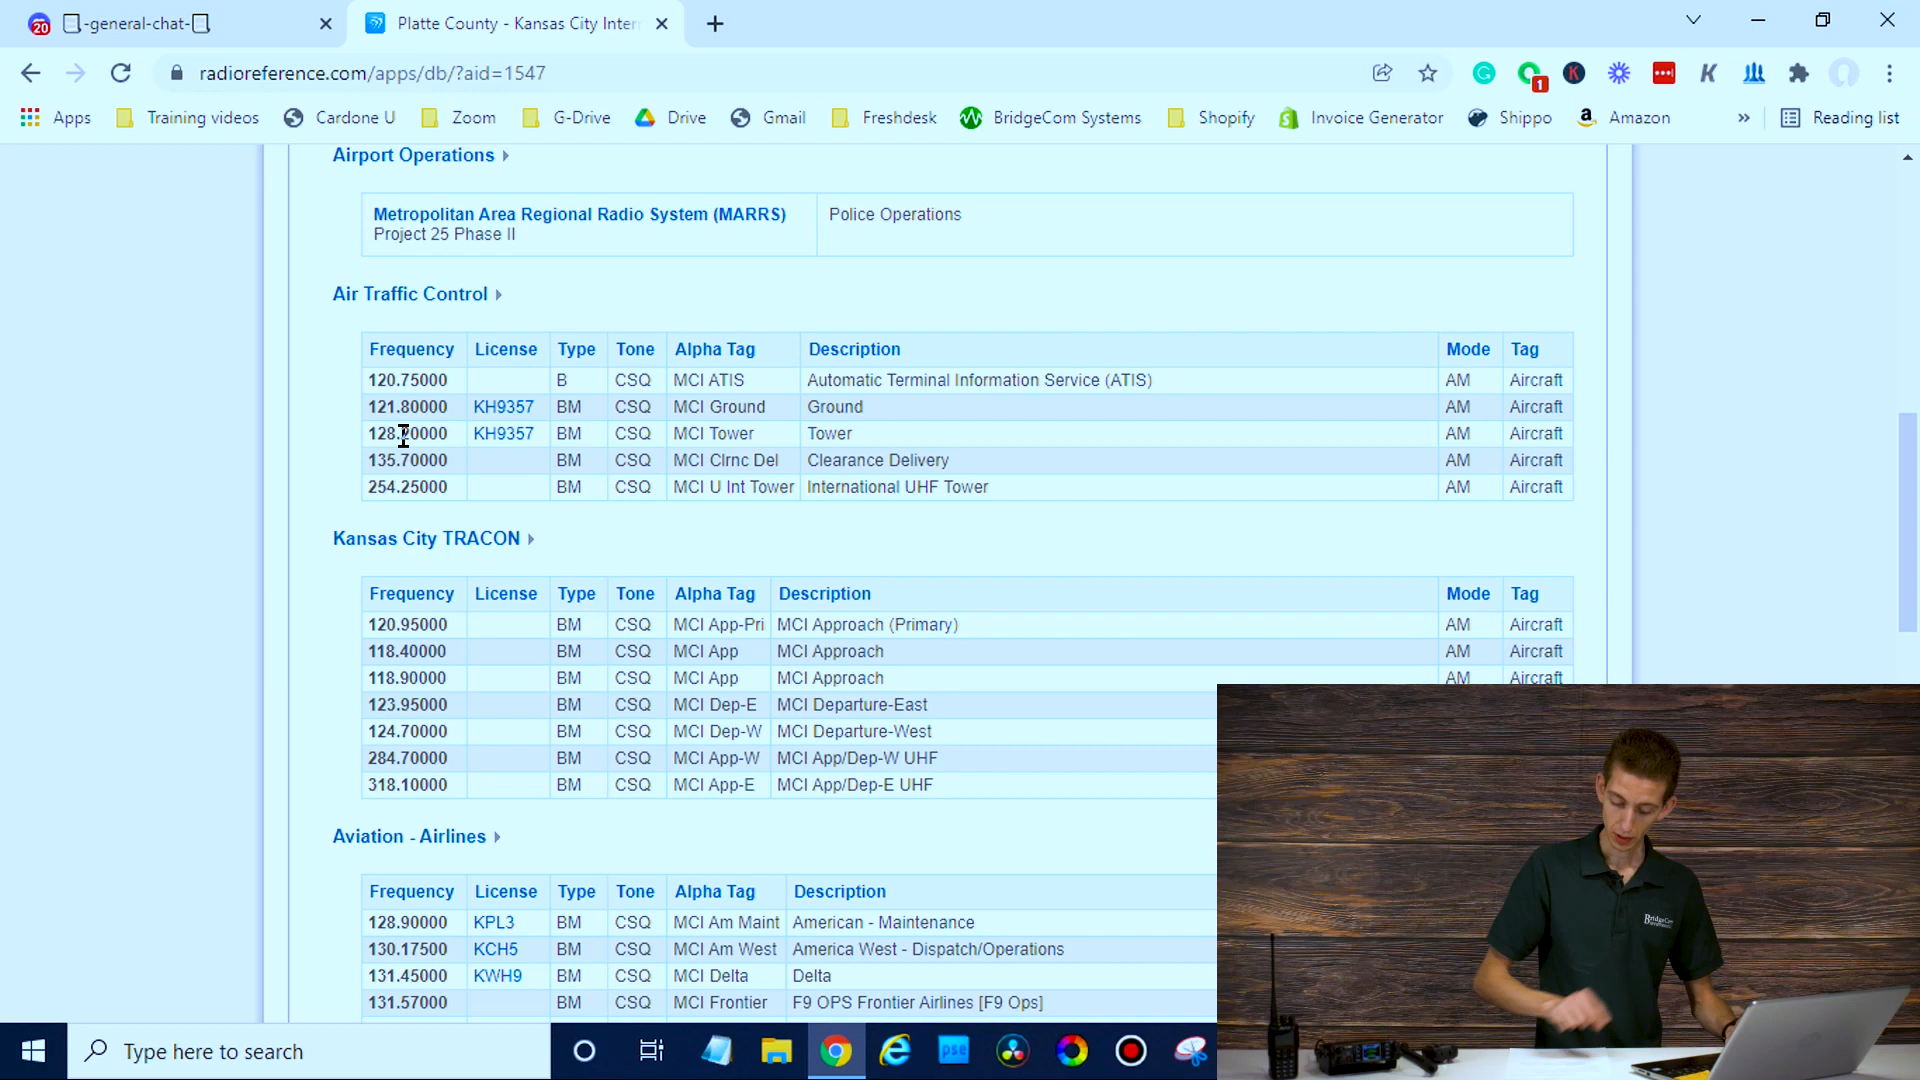 20 -general-chat-
Platte County - Kansas City Inter
radioreference.com/apps/db/?aid=1547
1
Apps Training videos Cardone U Zoom G-Drive Drive Gmail Freshdesk BridgeCom Systems Shopify Invoice Generator Shippo Amazon » Reading list
Airport Operations
Metropolitan Area Regional Radio System (MARRS) Police Operations
Project 25 Phase II
Air Traffic Control
Frequency License Type Tone Alpha Tag Description Mode Tag
120.75000 B CSQ MCI ATIS Automatic Terminal Information Service (ATIS) AM Aircraft
121.80000 KH9357 BM CSQ MCI Ground Ground AM Aircraft
128.20000 KH9357 BM CSQ MCI Tower Tower AM Aircraft
135.70000 BM CSQ MCI Clrnc Del Clearance Delivery AM Aircraft
254.25000 BM CSQ MCI U Int Tower International UHF Tower AM Aircraft
Kansas City TRACON
Frequency License Type Tone Alpha Tag Description Mode Tag
120.95000 BM CSQ MCI App-Pri MCI Approach (Primary) AM Aircraft
118.40000 BM CSQ MCI App MCI Approach AM Aircraft
118.90000 BM CSQ MCI App MCI Approach AM Aircraft
123.95000 BM CSQ MCI Dep-E MCI Departure-East
124.70000 BM CSQ MCI Dep-W MCI Departure-West
284.70000 BM CSQ MCI App-W MCI App/Dep-W UHF
318.10000 BM CSQ MCI App-E MCI App/Dep-E UHF
Aviation - Airlines
Frequency License Type Tone Alpha Tag Description
128.90000 KPL3 BM CSQ MCI Am Maint American - Maintenance
130.17500 KCH5 BM CSQ MCI Am West America West - Dispatch/Operations
131.45000 KWH9 BM CSQ MCI Delta Delta
131.57000 BM CSQ MCI Frontier F9 OPS Frontier Airlines [F9 Ops]
Type here to search
pse